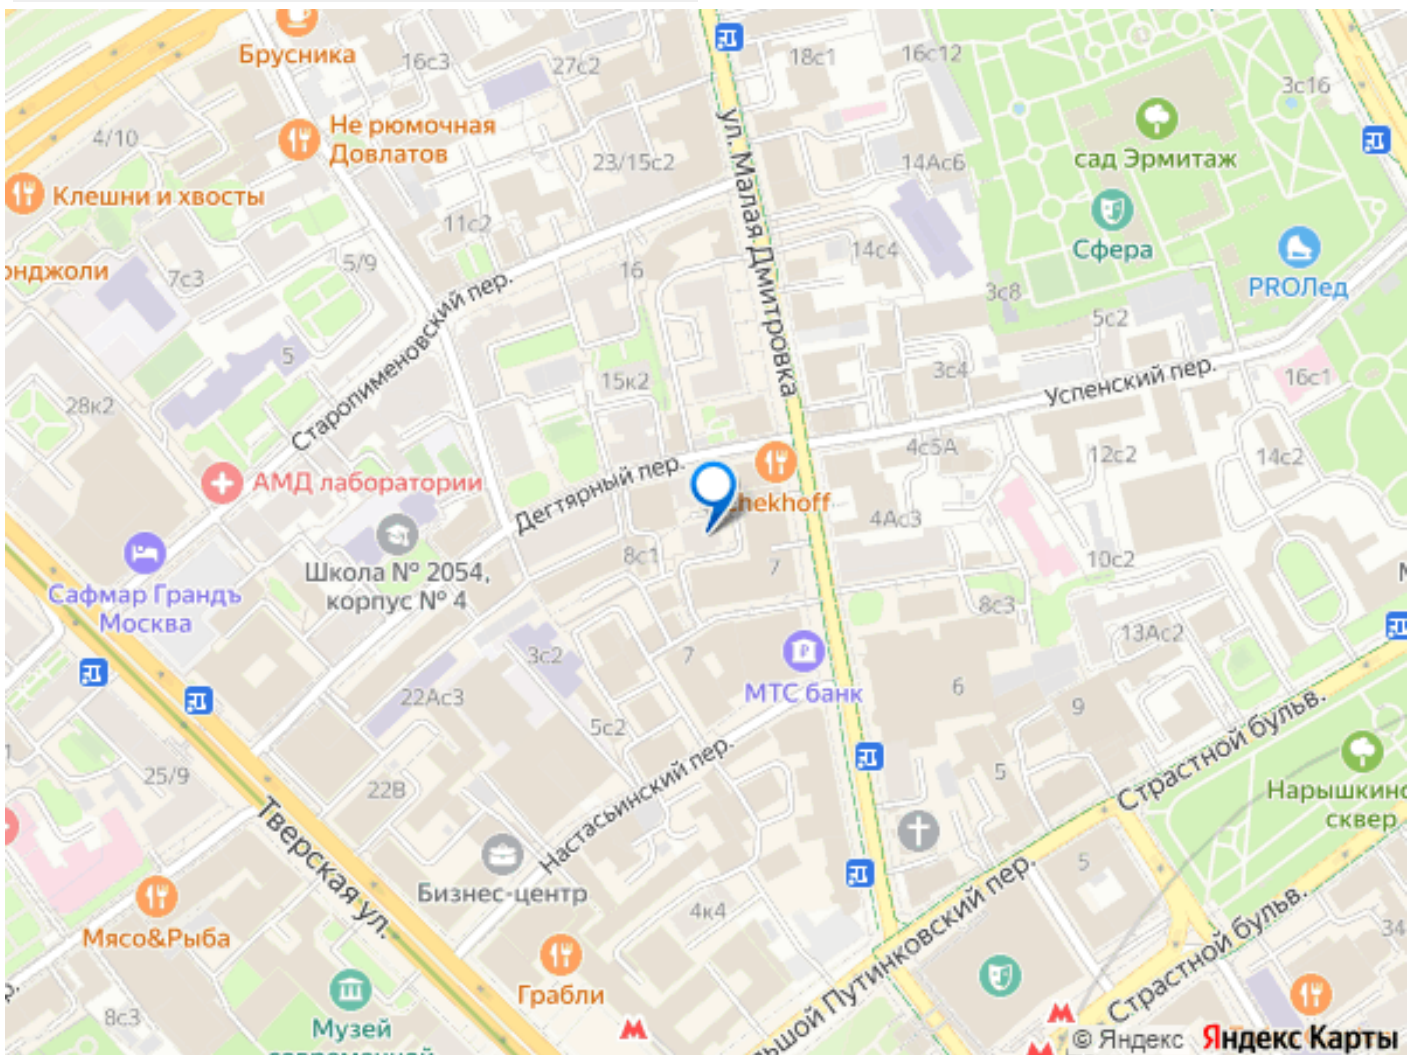 Брусника
16с3
27с2
18с1
16с12
3с16
4/10
Не рюмочная
Довлатов
23/15с2
ул. Малая Дмитровка
14Ас6
сад Эрмитаж
Клешни и хвосты
11с2
Сфера
онджоли
7с3
5/9
16
14с4
PROЛед
3с8
5с2
Старопименовский пер.
5
15к2
3с4
Успенский пер.
16с1
28к2
4с5А
12с2
14с2
АМД лаборатории
Дегтярный пер.
chekhoff
4Ас3
Школа № 2054,
корпус № 4
8с1
7
10с2
Сафмар Грандъ
Москва
8с3
13Ас2
3с2
7
МТС банк
6
9
22Ас3
5с2
25/9
22В
Настасьинский пер.
5
Страстной бульв.
Нарышкинс
сквер
Тверская ул.
Бизнес-центр
5
4к4
Мясо&Рыба
Грабли
ьшой Путинковский пер.
Страстной бульв.
34
р.
8с3
Музей
современной
© Яндекс Яндекс Карты